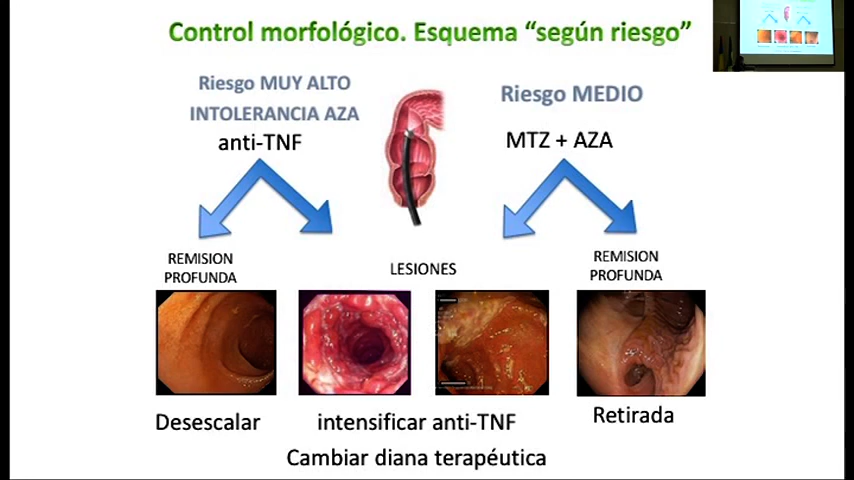 Control morfológico. Esquema “según riesgo”
Riesgo MUY ALTO
INTOLERANCIA AZA
anti-TNF
Riesgo MEDIO
MTZ + AZA
REMISION
PROFUNDA
LESIONES
REMISION
PROFUNDA
Desescalar
intensificar anti-TNF
Retirada
Cambiar diana terapéutica